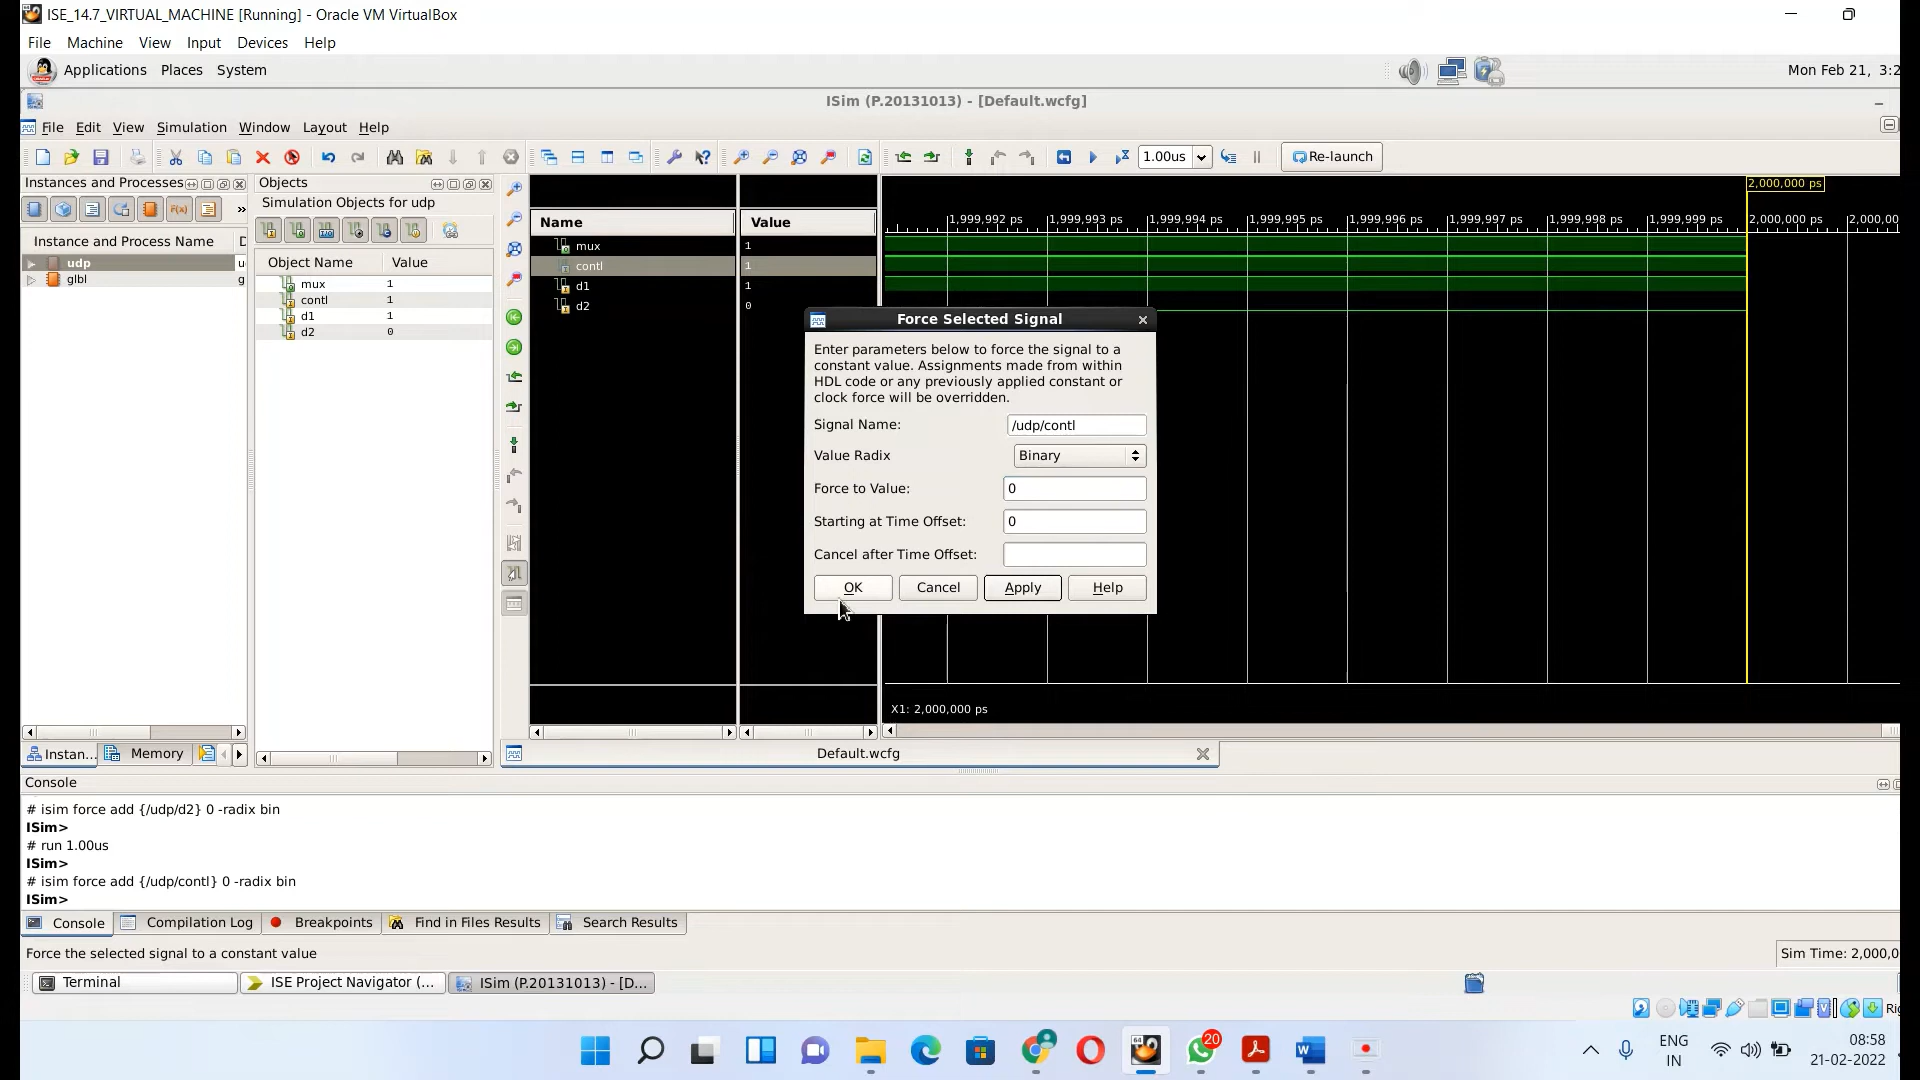 ISE_14.7_VIRTUAL_MACHINE [Running] - Oracle VM VirtualBox
File Machine View Input Devices Help
Applications Places System
Mon Feb 21, 3:2
ISim (P.20131013) - [Default.wcfg]
File Edit View Simulation Window Layout Help
1.00us
Re-launch
Instances and Processes
Objects
Simulation Objects for udp
»
Instance and Process Name
udp
u
glbl
g
Object Name Value
mux 1
contl 1
d1 1
d2 0
Name Value
mux 1
contl 1
d1 1
d2 0
2,000,000 ps
1,999,992 ps 1,999,993 ps 1,999,994 ps 1,999,995 ps 1,999,996 ps 1,999,997 ps 1,999,998 ps 1,999,999 ps 2,000,000 ps 2,000,00
Force Selected Signal
Enter parameters below to force the signal to a
constant value. Assignments made from within
HDL code or any previously applied constant or
clock force will be overridden.
Signal Name: /udp/contl
Value Radix Binary
Force to Value: 0
Starting at Time Offset: 0
Cancel after Time Offset:
OK Cancel Apply Help
X1: 2,000,000 ps
Instan... Memory
Default.wcfg
Console
# isim force add {/udp/d2} 0 -radix bin
ISim>
# run 1.00us
ISim>
# isim force add {/udp/contl} 0 -radix bin
ISim>
Console Compilation Log Breakpoints Find in Files Results Search Results
Force the selected signal to a constant value
Sim Time: 2,000,0
Terminal ISE Project Navigator (... ISim (P.20131013) - [D...
20
ENG
IN
08:58
21-02-2022